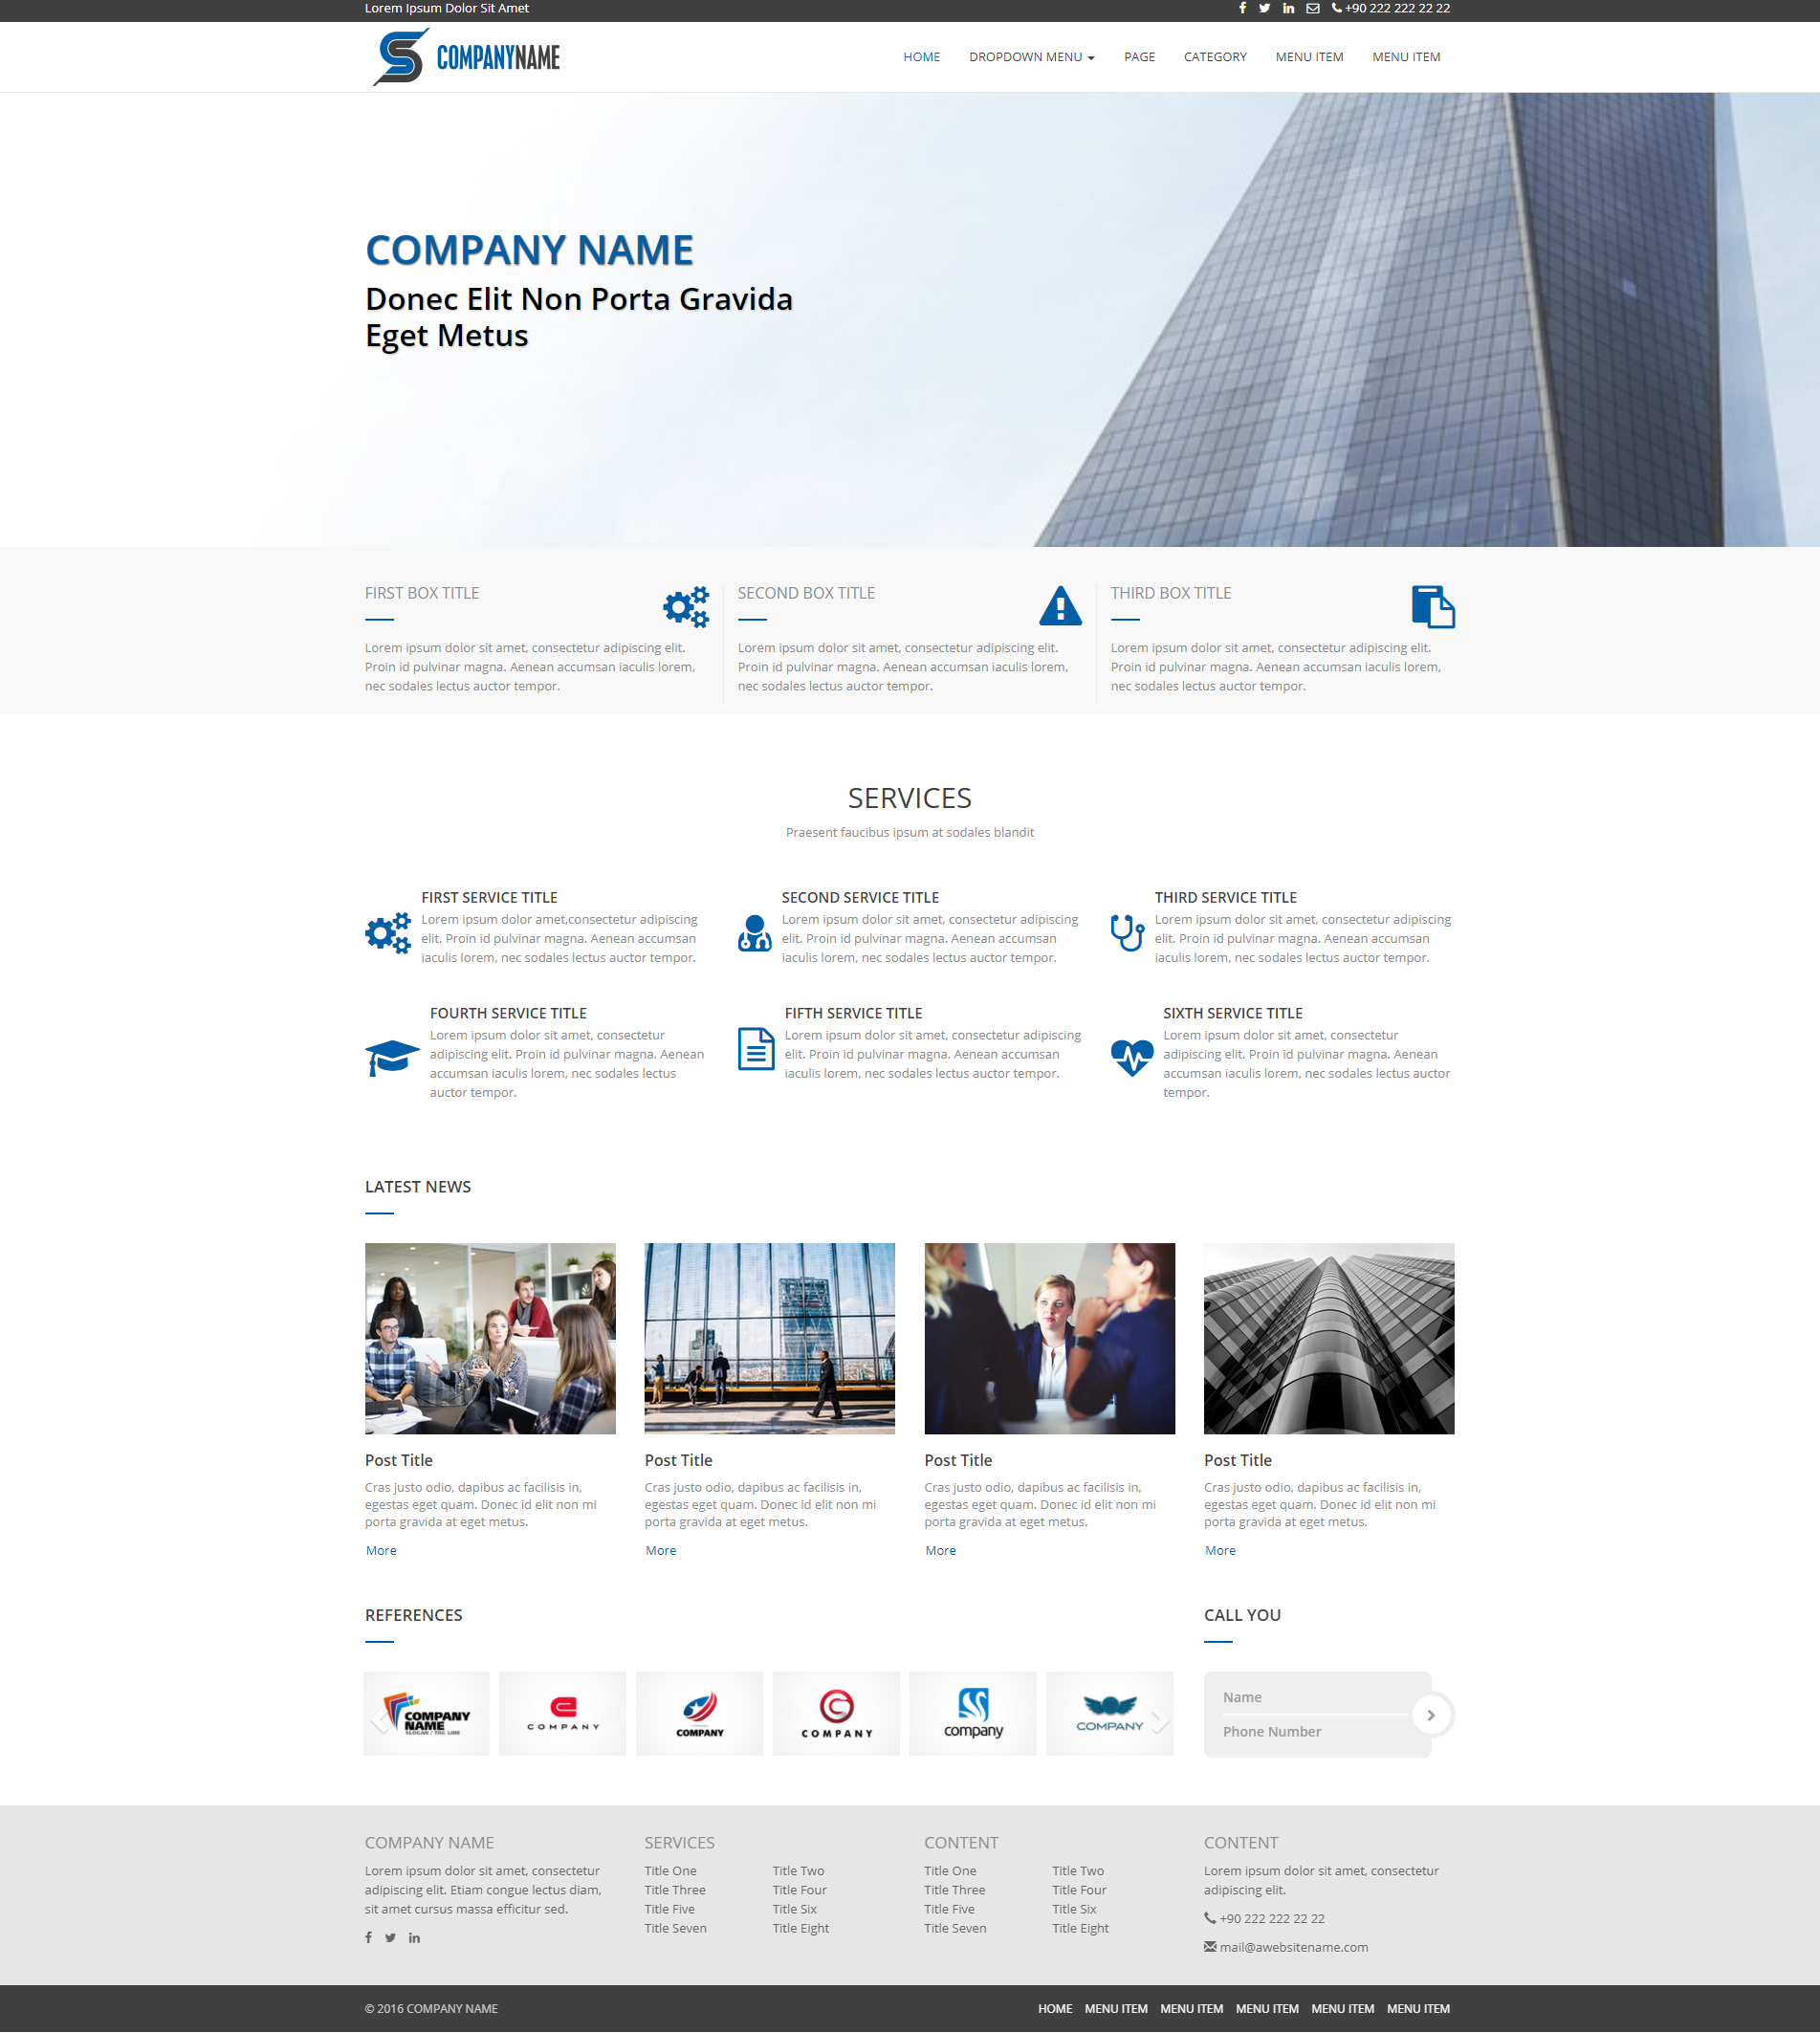 Lorem Ipsum Dolor Sit Amet
+90 222 222 22 22
COMPANYNAME
HOME DROPDOWN MENU PAGE CATEGORY MENU ITEM MENU ITEM
COMPANY NAME
Donec Elit Non Porta Gravida
Eget Metus
FIRST BOX TITLE
Lorem ipsum dolor sit amet, consectetur adipiscing elit.
Proin id pulvinar magna. Aenean accumsan iaculis lorem,
nec sodales lectus auctor tempor.
SECOND BOX TITLE
Lorem ipsum dolor sit amet, consectetur adipiscing elit.
Proin id pulvinar magna. Aenean accumsan iaculis lorem,
nec sodales lectus auctor tempor.
THIRD BOX TITLE
Lorem ipsum dolor sit amet, consectetur adipiscing elit.
Proin id pulvinar magna. Aenean accumsan iaculis lorem,
nec sodales lectus auctor tempor.
SERVICES
Praesent faucibus ipsum at sodales blandit
FIRST SERVICE TITLE
Lorem ipsum dolor amet,consectetur adipiscing
elit. Proin id pulvinar magna. Aenean accumsan
iaculis lorem, nec sodales lectus auctor tempor.
SECOND SERVICE TITLE
Lorem ipsum dolor sit amet, consectetur adipiscing
elit. Proin id pulvinar magna. Aenean accumsan
iaculis lorem, nec sodales lectus auctor tempor.
THIRD SERVICE TITLE
Lorem ipsum dolor sit amet, consectetur adipiscing
elit. Proin id pulvinar magna. Aenean accumsan
iaculis lorem, nec sodales lectus auctor tempor.
FOURTH SERVICE TITLE
Lorem ipsum dolor sit amet, consectetur
adipiscing elit. Proin id pulvinar magna. Aenean
accumsan iaculis lorem, nec sodales lectus
auctor tempor.
FIFTH SERVICE TITLE
Lorem ipsum dolor sit amet, consectetur adipiscing
elit. Proin id pulvinar magna. Aenean accumsan
iaculis lorem, nec sodales lectus auctor tempor.
SIXTH SERVICE TITLE
Lorem ipsum dolor sit amet, consectetur
adipiscing elit. Proin id pulvinar magna. Aenean
accumsan iaculis lorem, nec sodales lectus auctor
tempor.
LATEST NEWS
Post Title
Cras justo odio, dapibus ac facilisis in,
egestas eget quam. Donec id elit non mi
porta gravida at eget metus.
More
Post Title
Cras justo odio, dapibus ac facilisis in,
egestas eget quam. Donec id elit non mi
porta gravida at eget metus.
More
Post Title
Cras justo odio, dapibus ac facilisis in,
egestas eget quam. Donec id elit non mi
porta gravida at eget metus.
More
Post Title
Cras justo odio, dapibus ac facilisis in,
egestas eget quam. Donec id elit non mi
porta gravida at eget metus.
More
REFERENCES
COMPANY
NAME
SLOGAN / TAG LINE
COMPANY
COMPANY
COMPANY
company
COMPANY
CALL YOU
Name
Phone Number
COMPANY NAME
Lorem ipsum dolor sit amet, consectetur
adipiscing elit. Etiam congue lectus diam,
sit amet cursus massa efficitur sed.
SERVICES
Title One Title Two
Title Three Title Four
Title Five Title Six
Title Seven Title Eight
CONTENT
Title One Title Two
Title Three Title Four
Title Five Title Six
Title Seven Title Eight
CONTENT
Lorem ipsum dolor sit amet, consectetur
adipiscing elit.
+90 222 222 22 22
mail@awebsitename.com
© 2016 COMPANY NAME
HOME MENU ITEM MENU ITEM MENU ITEM MENU ITEM MENU ITEM